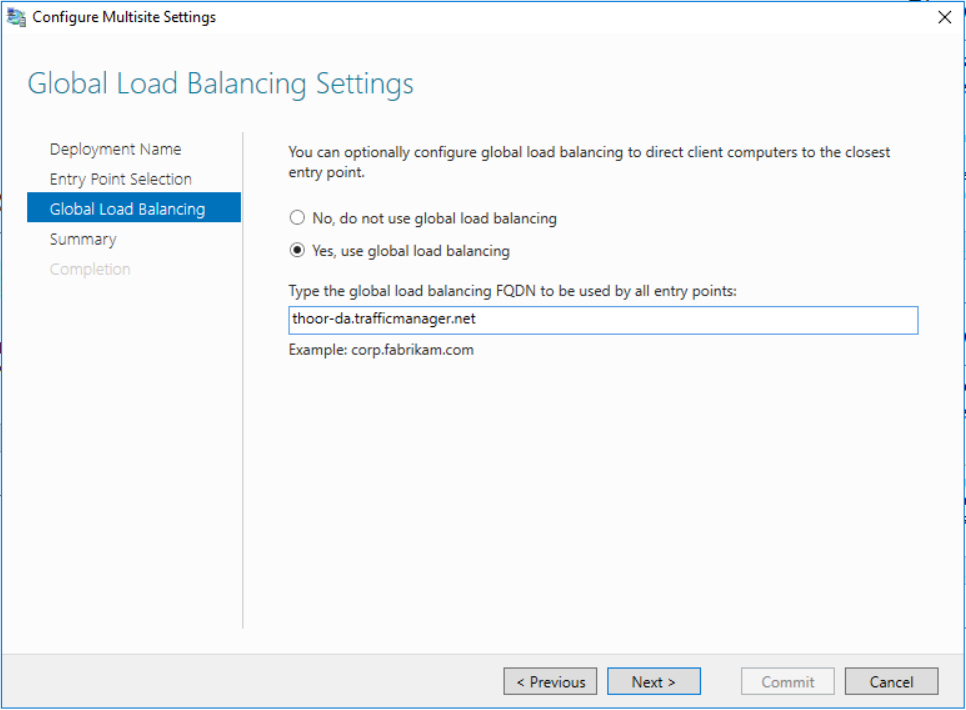 Configure Multisite Settings
Global Load Balancing Settings
Deployment Name
Entry Point Selection
Global Load Balancing
Summary
Completion
You can optionally configure global load balancing to direct client computers to the closest
entry point.
No, do not use global load balancing
Yes, use global load balancing
Type the global load balancing FQDN to be used by all entry points:
thoor-da.trafficmanager.net
Example: corp.fabrikam.com
< Previous
Next >
Commit
Cancel